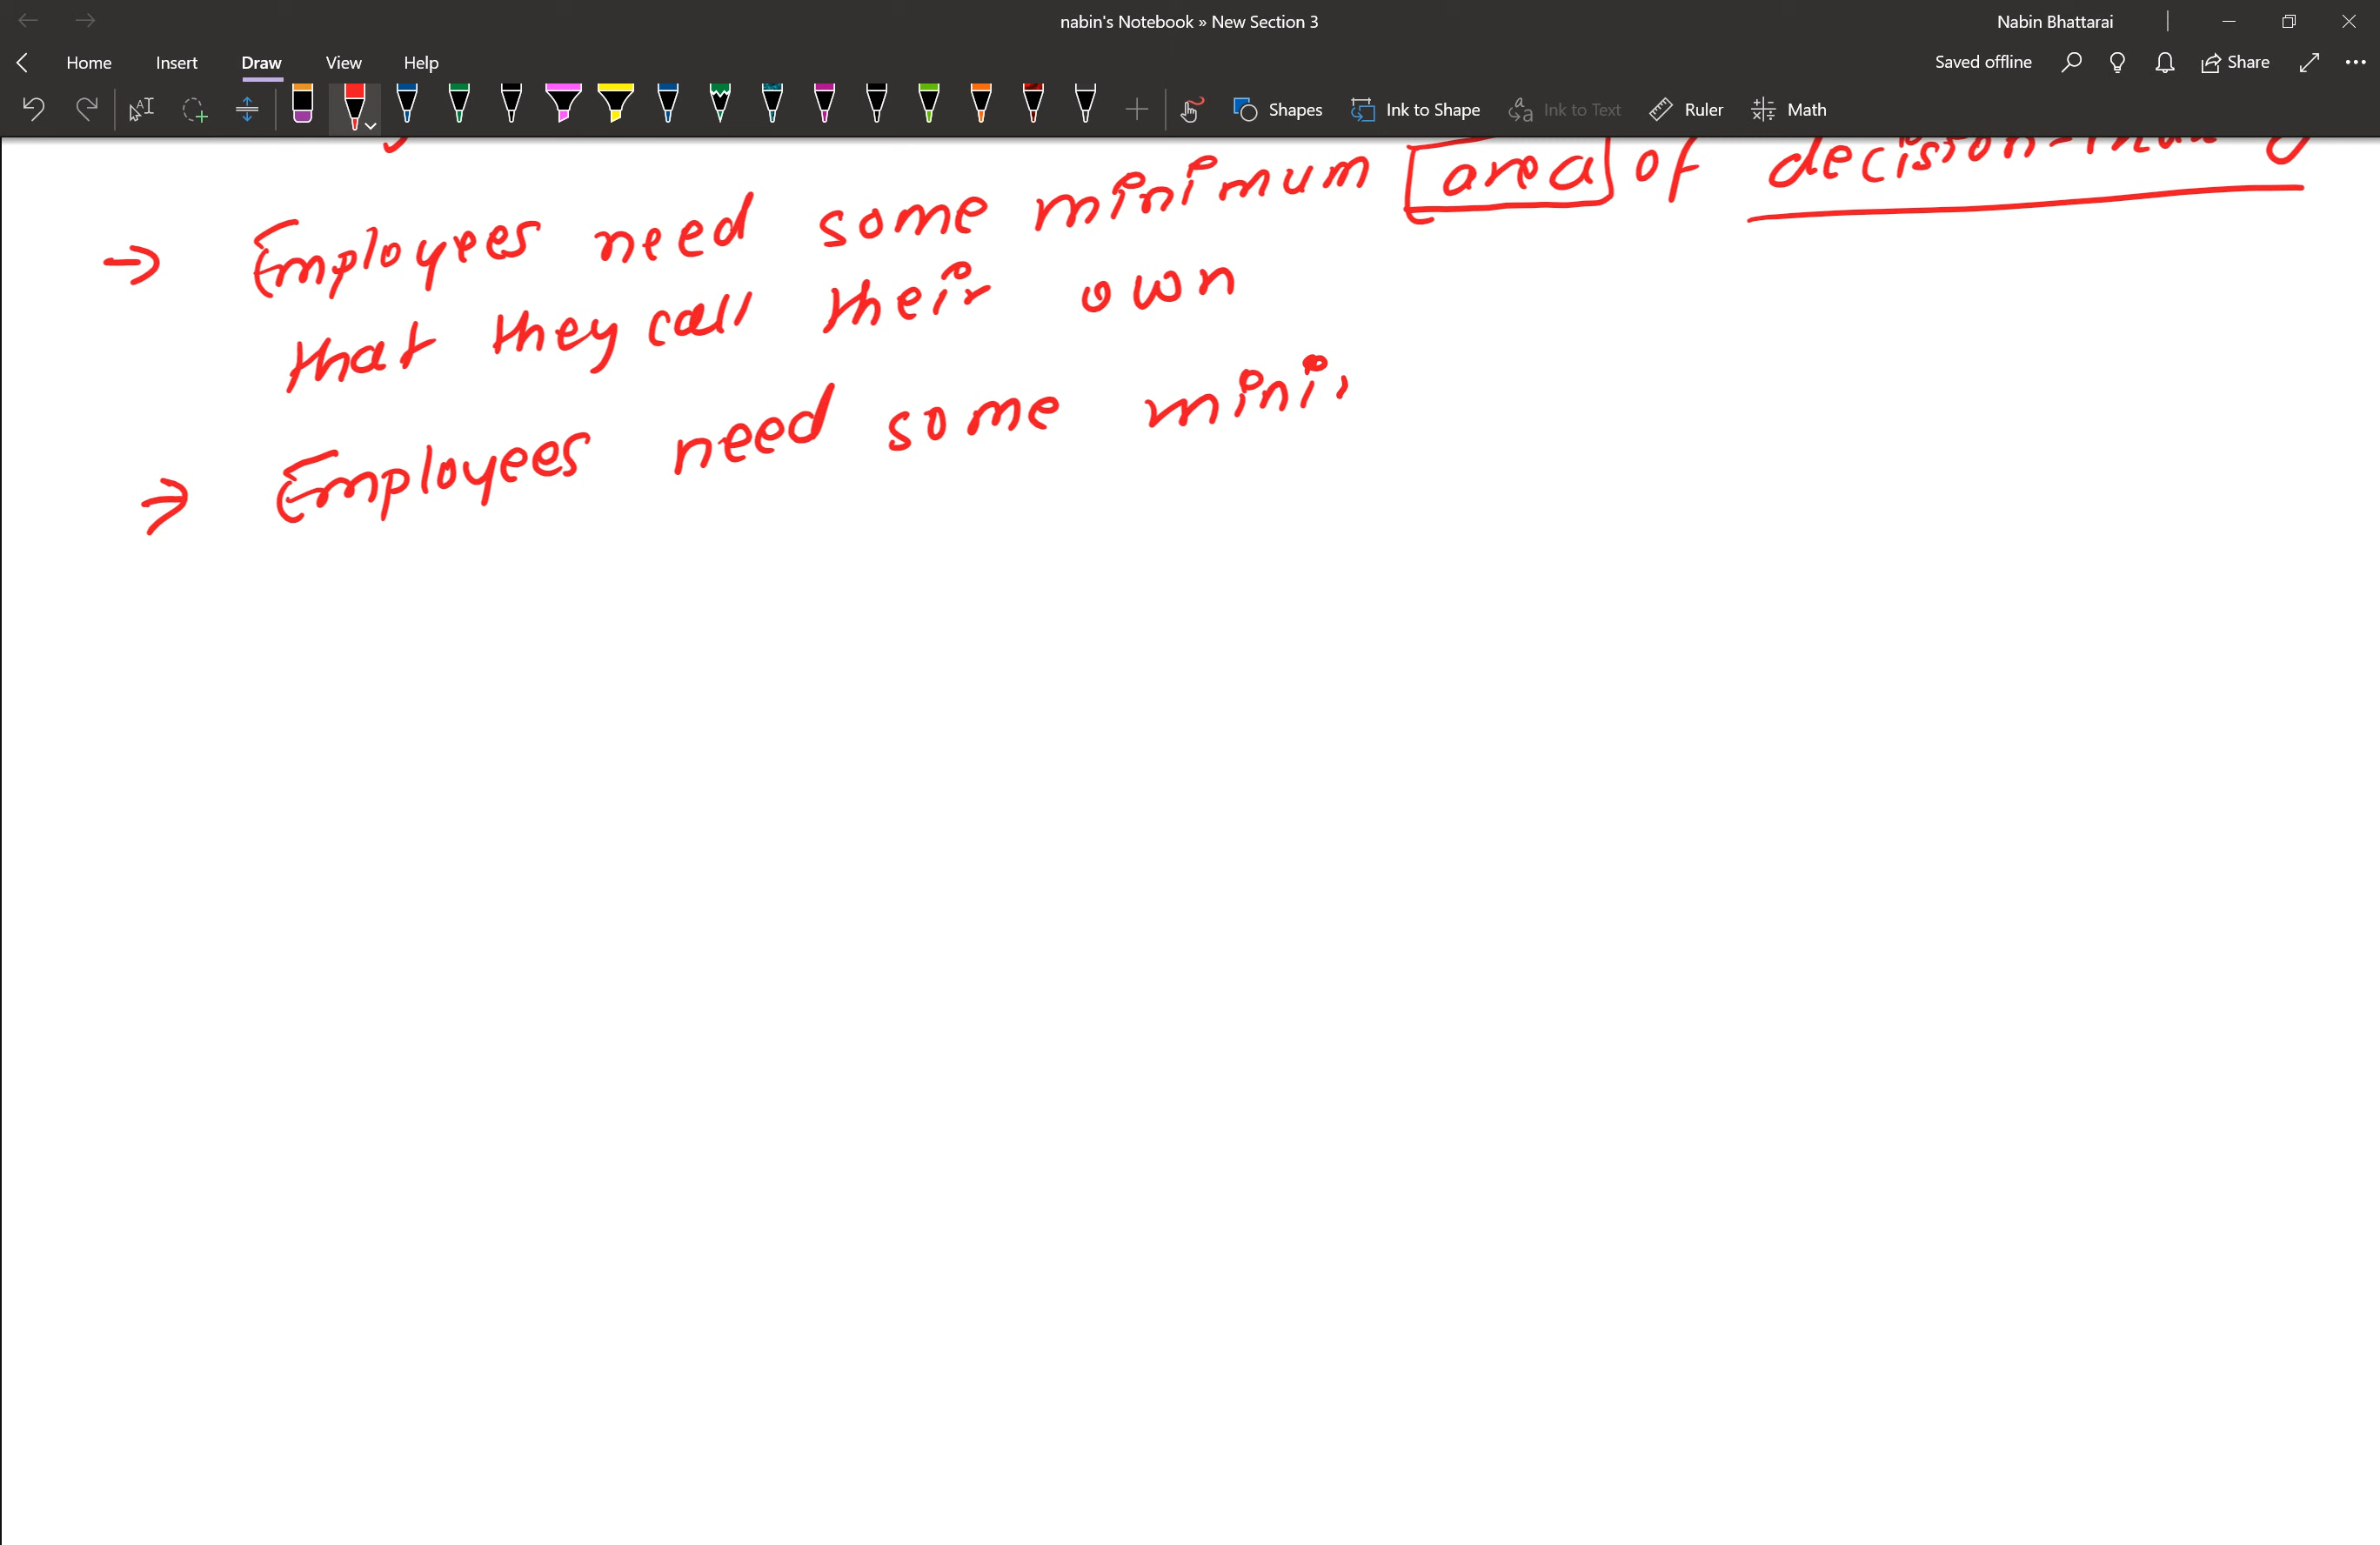 nabin's Notebook » New Section 3
Nabin Bhattarai
Home Insert Draw View Help
Saved offline
Share
Shapes Ink to Shape Ink to Text Ruler Math
→ Employees need some minimum [area] of decision-making
that they call their own
⇒ Employees need some mini